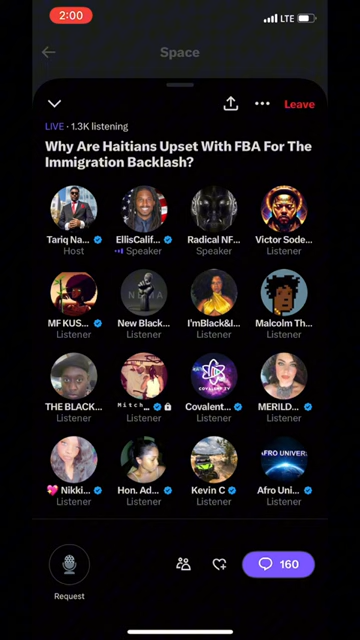 2:00
LTE
Space
Leave
LIVE · 1.3K listening
Why Are Haitians Upset With FBA For The
Immigration Backlash?
Tariq Na... EllisCalif... Radical NF... Victor Sode...
Host Speaker Speaker Listener
MF KUS... New Black... I'mBlack&I... Malcolm Th...
Listener Listener Listener Listener
THE BLACK... Mitch... Covalent... MERILD...
Listener Listener Listener Listener
💖 Nikki... Hon. Ad... Kevin C Afro Uni...
Listener Listener Listener Listener
160
Request